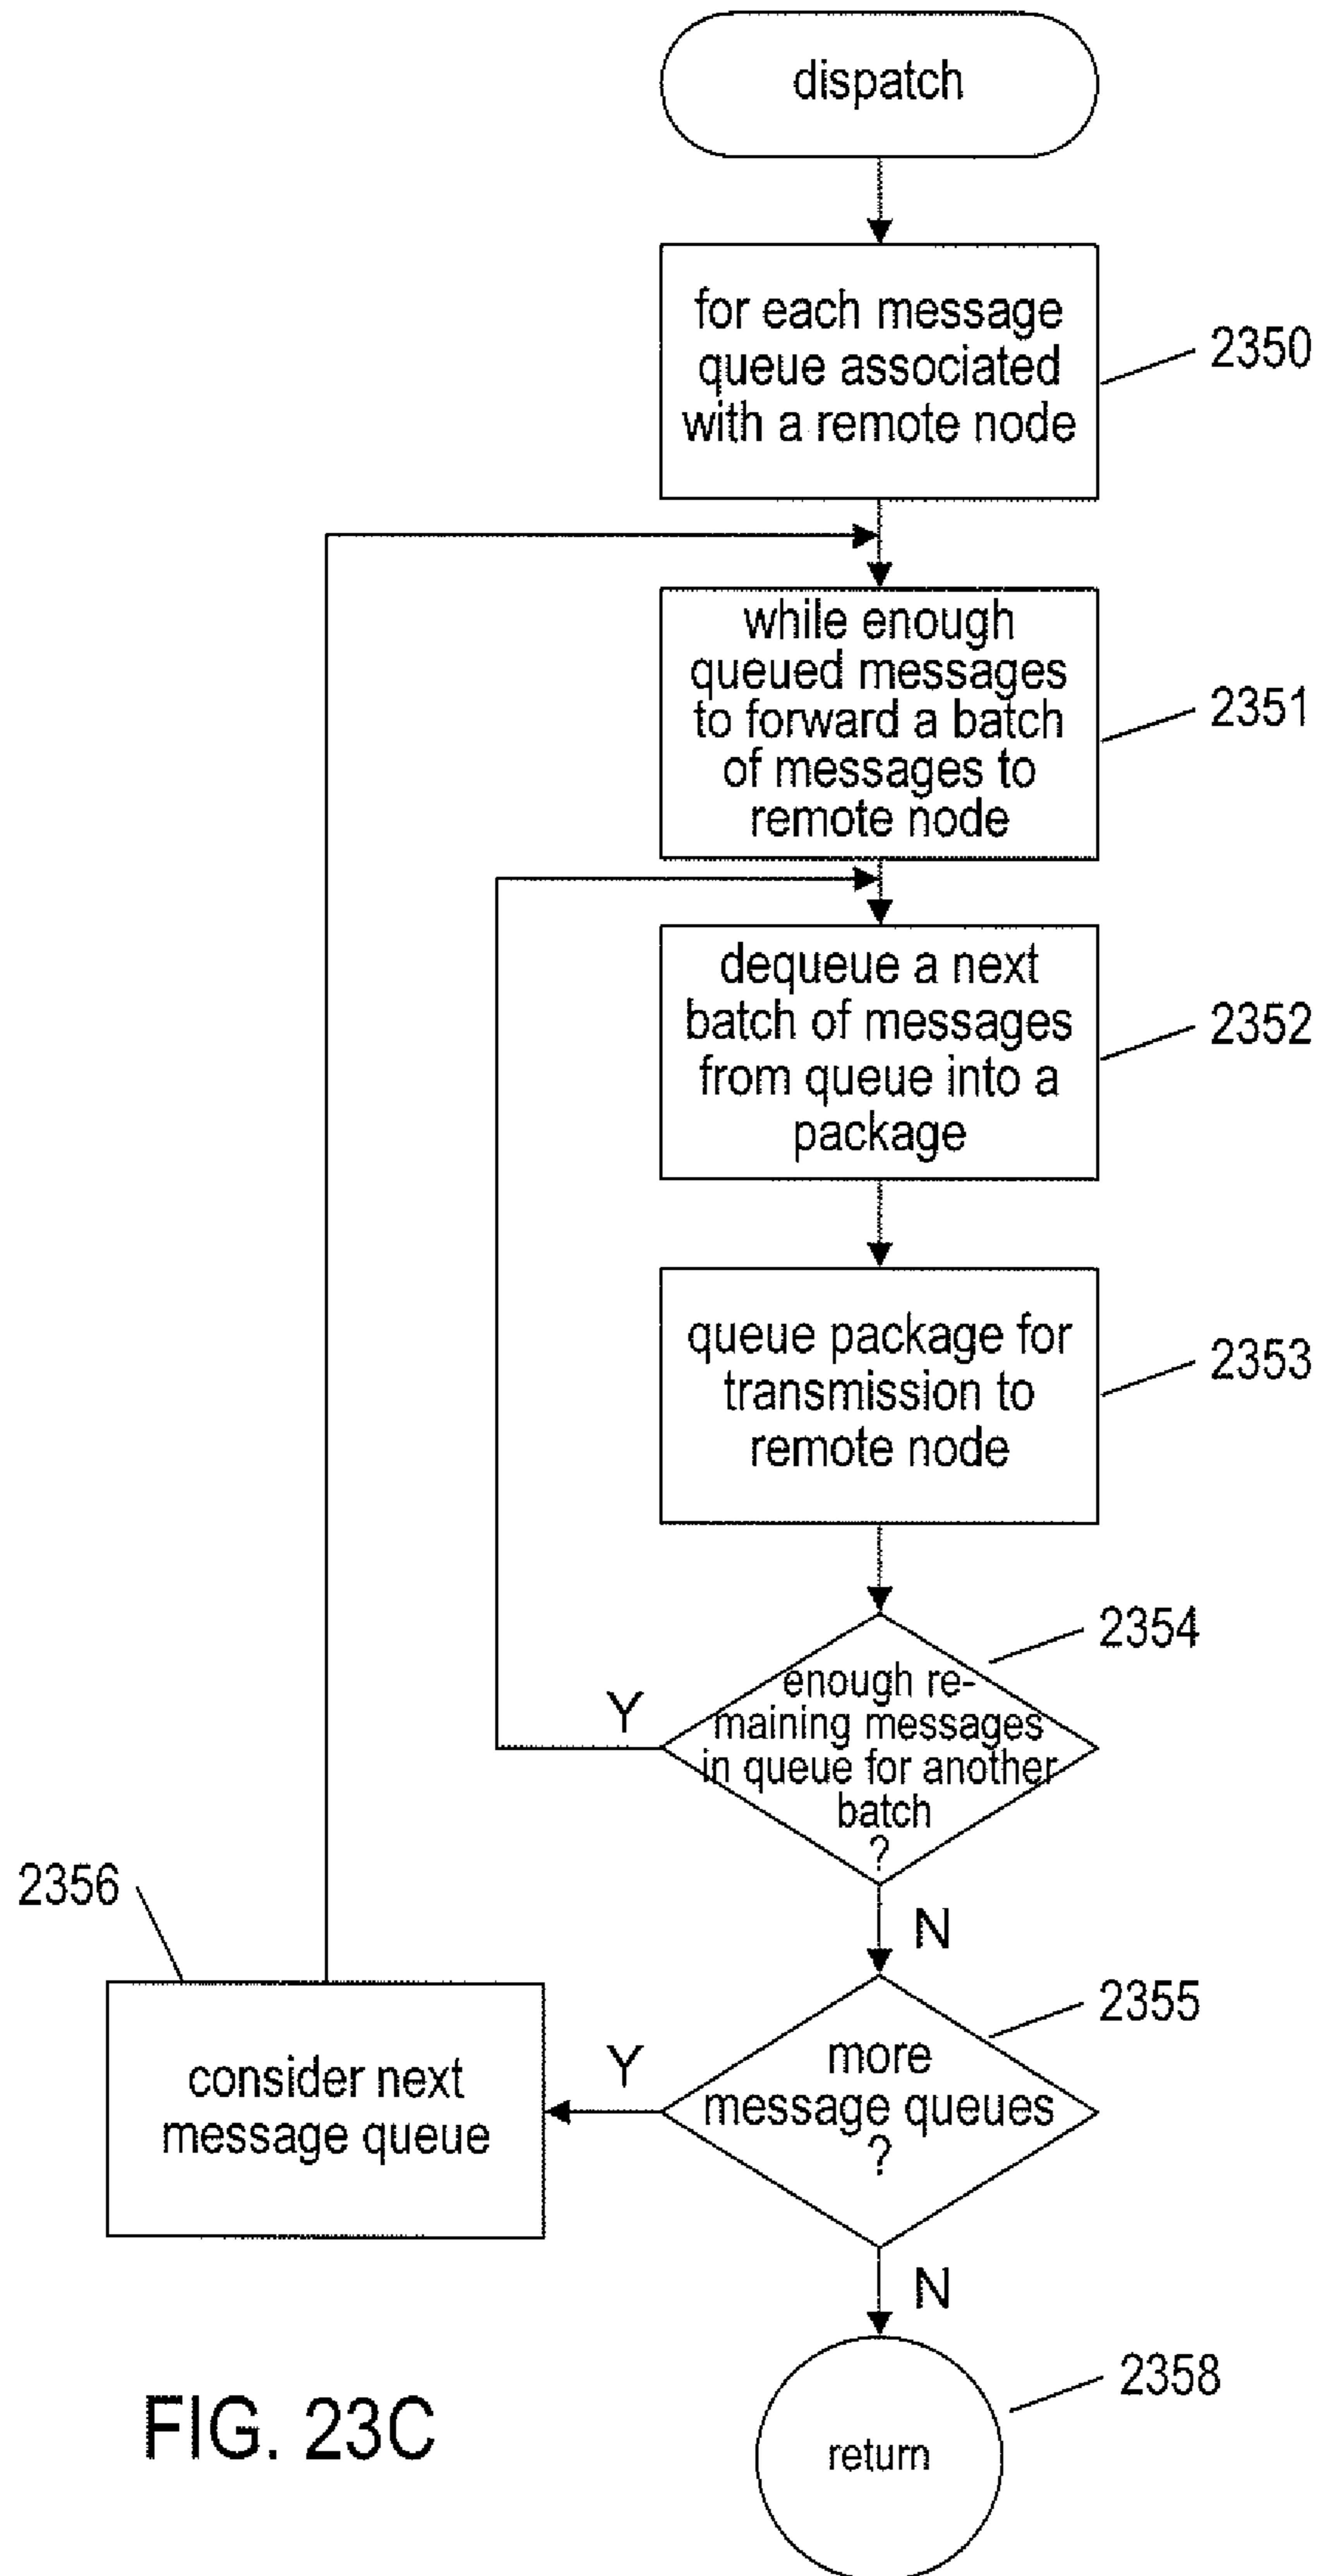 dispatch
for each message
queue associated
with a remote node
2350
while enough
queued messages
to forward a batch
of messages to
remote node
2351
dequeue a next
batch of messages
from queue into a
package
2352
queue package for
transmission to
remote node
2353
enough re-
maining messages
in queue for another
batch
?
2354
Y
N
2356
consider next
message queue
Y
more
message queues
?
2355
N
return
2358
FIG. 23C